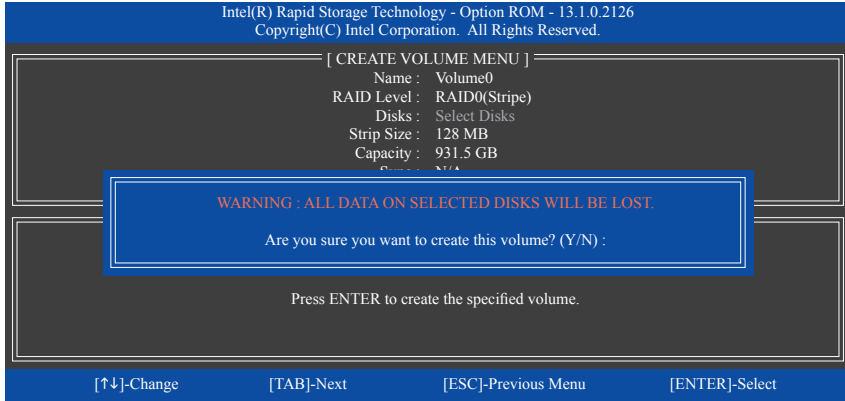 Intel(R) Rapid Storage Technology - Option ROM - 13.1.0.2126
Copyright(C) Intel Corporation. All Rights Reserved.
[ CREATE VOLUME MENU ]
Name : Volume0
RAID Level : RAID0(Stripe)
Disks : Select Disks
Strip Size : 128 MB
Capacity : 931.5 GB
N/A
WARNING : ALL DATA ON SELECTED DISKS WILL BE LOST.
Are you sure you want to create this volume? (Y/N) :
Press ENTER to create the specified volume.
[↑↓]-Change [TAB]-Next [ESC]-Previous Menu [ENTER]-Select